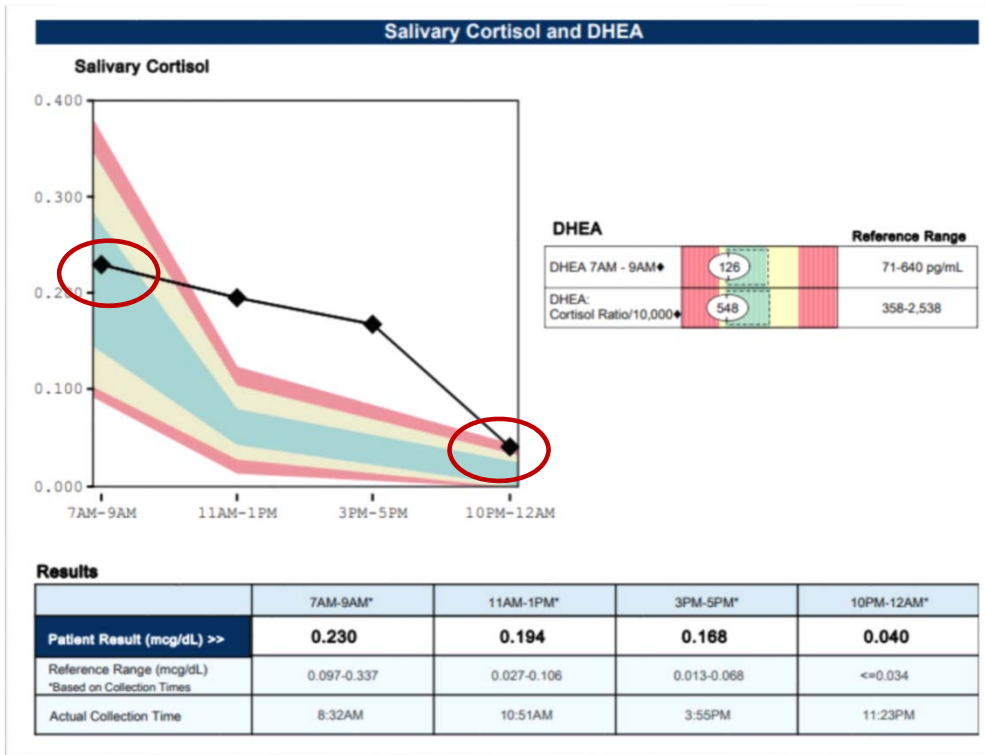 Salivary Cortisol and DHEA
Salivary Cortisol
0.400
0.300
0.200
0.100
0.000
7AM-9AM 11AM-1PM 3PM-5PM 10PM-12AM
DHEA Reference Range
DHEA 7AM - 9AM♦ 126 71-640 pg/mL
DHEA:
Cortisol Ratio/10,000♦ 548 358-2,538
Results
7AM-9AM* 11AM-1PM* 3PM-5PM* 10PM-12AM*
Patient Result (mcg/dL) >> 0.230 0.194 0.168 0.040
Reference Range (mcg/dL) 0.097-0.337 0.027-0.106 0.013-0.068 <=0.034
*Based on Collection Times
Actual Collection Time 8:32AM 10:51AM 3:55PM 11:23PM